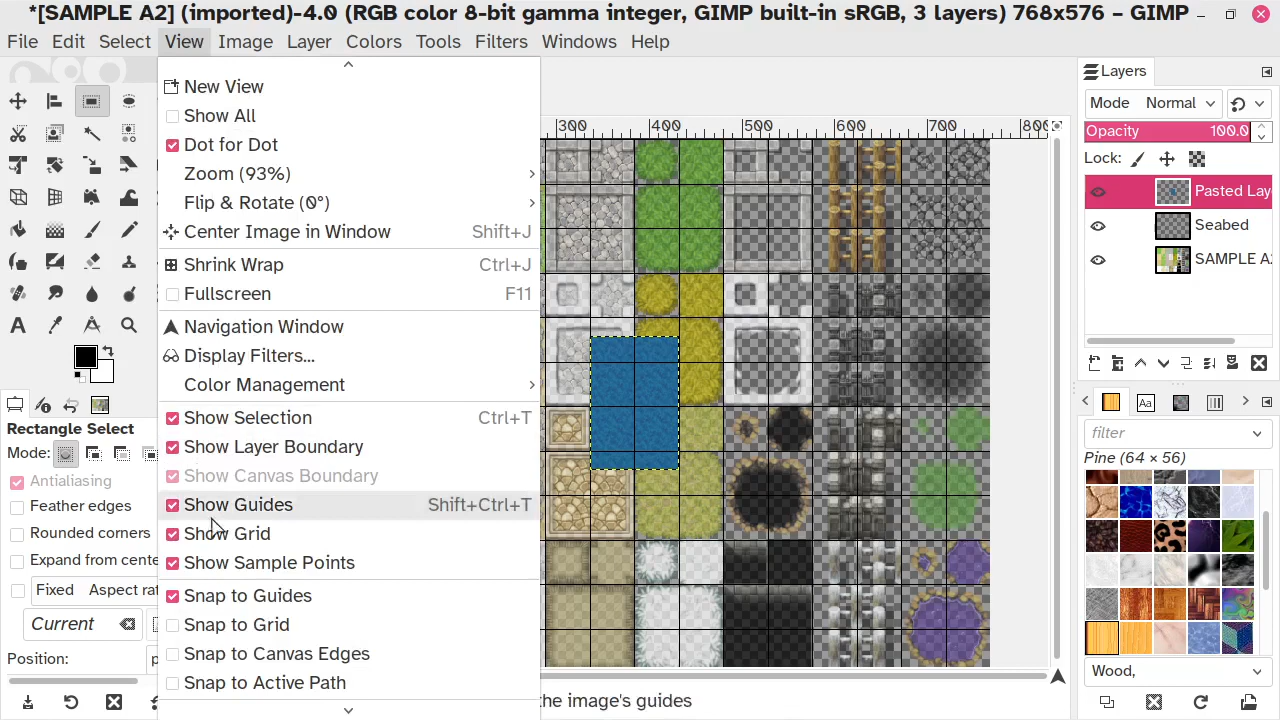 *[SAMPLE A2] (imported)-4.0 (RGB color 8-bit gamma integer, GIMP built-in sRGB, 3 layers) 768x576 – GIMP
File Edit Select View Image Layer Colors Tools Filters Windows Help
New View
Show All
Dot for Dot
Zoom (93%)
Flip & Rotate (0°)
Center Image in Window Shift+J
Shrink Wrap Ctrl+J
Fullscreen F11
Navigation Window
Display Filters...
Color Management
Show Selection Ctrl+T
Show Layer Boundary
Show Canvas Boundary
Show Guides Shift+Ctrl+T
Show Grid
Show Sample Points
Snap to Guides
Snap to Grid
Snap to Canvas Edges
Snap to Active Path
300 400 500 600 700 800
he image's guides
Rectangle Select
Mode:
Antialiasing
Feather edges
Rounded corners
Expand from cente
Fixed Aspect ra
Current
Position: p
Layers
Mode Normal
Opacity 100.0
Lock:
Pasted Lay
Seabed
SAMPLE A2
Aa
filter
Pine (64 × 56)
Wood,